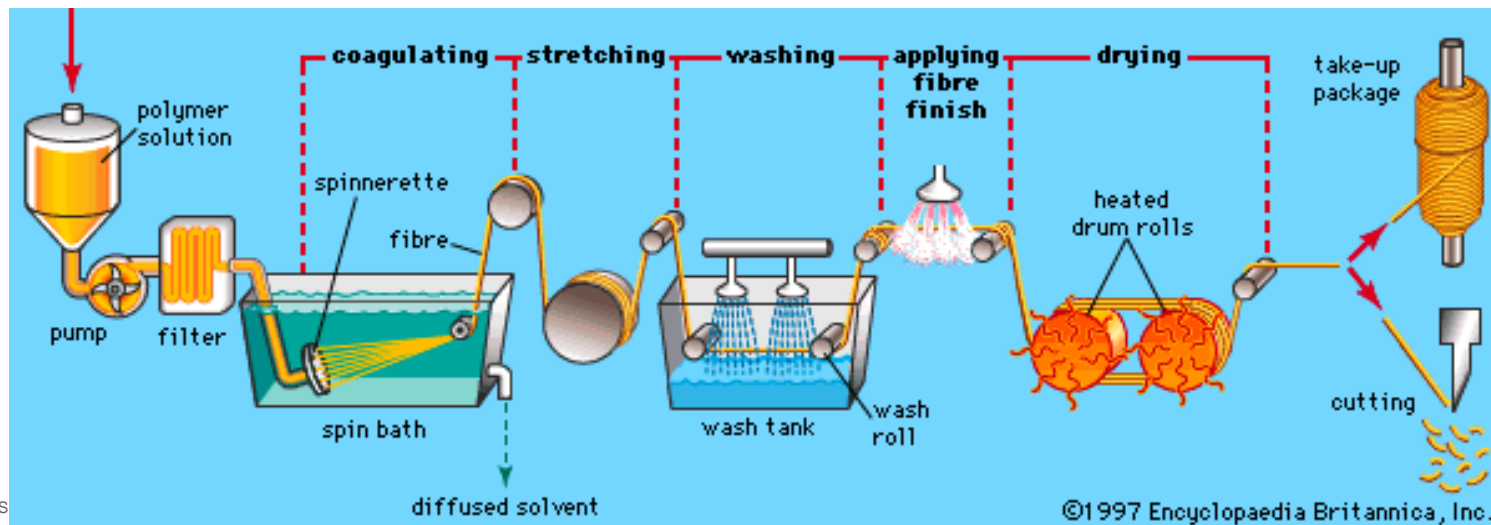 coagulating
stretching
washing
applying
fibre
finish
drying
take-up
package
polymer
solution
spinnerette
fibre
heated
drum rolls
pump
filter
spin bath
wash tank
wash
roll
cutting
diffused solvent
s
©1997 Encyclopaedia Britannica, Inc.